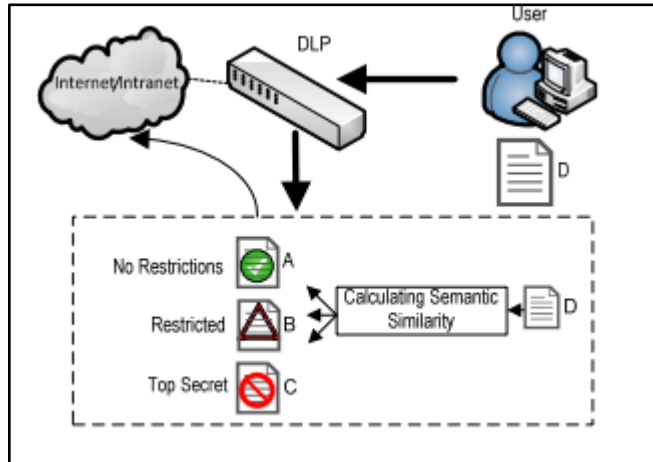 User
DLP
Internet/Intranet
D
No Restrictions
A
Calculating Semantic
Similarity
D
Restricted
B
Top Secret
C